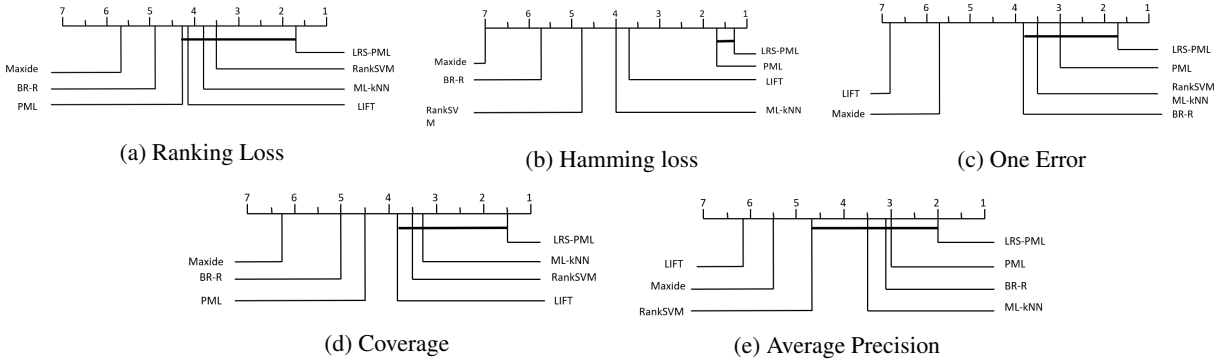 7 6 5 4 3 2 1
LRS-PML
Maxide RankSVM
BR-R ML-kNN
PML LIFT
(a) Ranking Loss
7 6 5 4 3 2 1
LRS-PML
Maxide PML
BR-R LIFT
RankSV ML-kNN
M
(b) Hamming loss
7 6 5 4 3 2 1
LRS-PML
PML
LIFT RankSVM
ML-kNN
Maxide BR-R
(c) One Error
7 6 5 4 3 2 1
LRS-PML
Maxide ML-kNN
BR-R RankSVM
PML LIFT
(d) Coverage
7 6 5 4 3 2 1
LRS-PML
LIFT PML
Maxide BR-R
RankSVM ML-kNN
(e) Average Precision